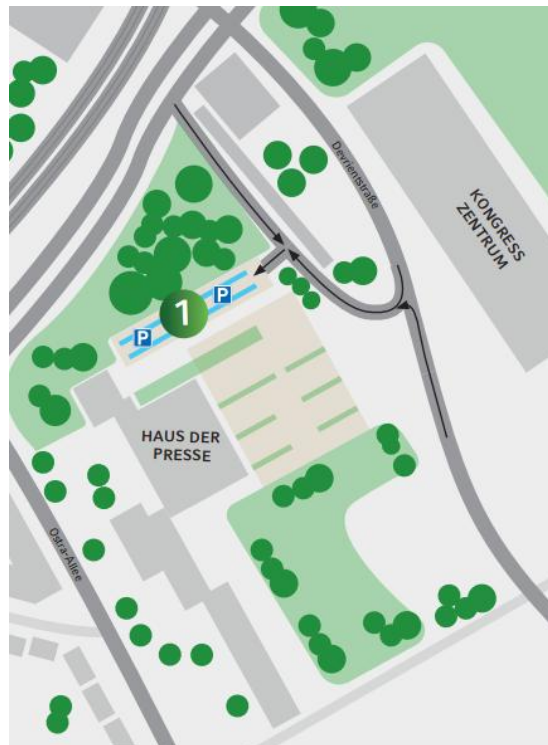 Devrientstraße
KONGRESS
ZENTRUM
1
P
P
HAUS DER
PRESSE
Ostra-Allee